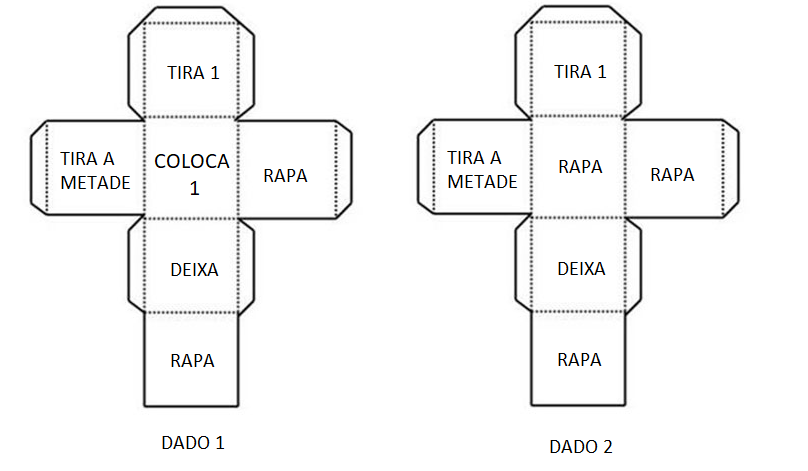 TIRA 1
TIRA A
METADE
COLOCA
1
RAPA
DEIXA
RAPA
DADO 1
TIRA 1
TIRA A
METADE
RAPA
RAPA
DEIXA
RAPA
DADO 2